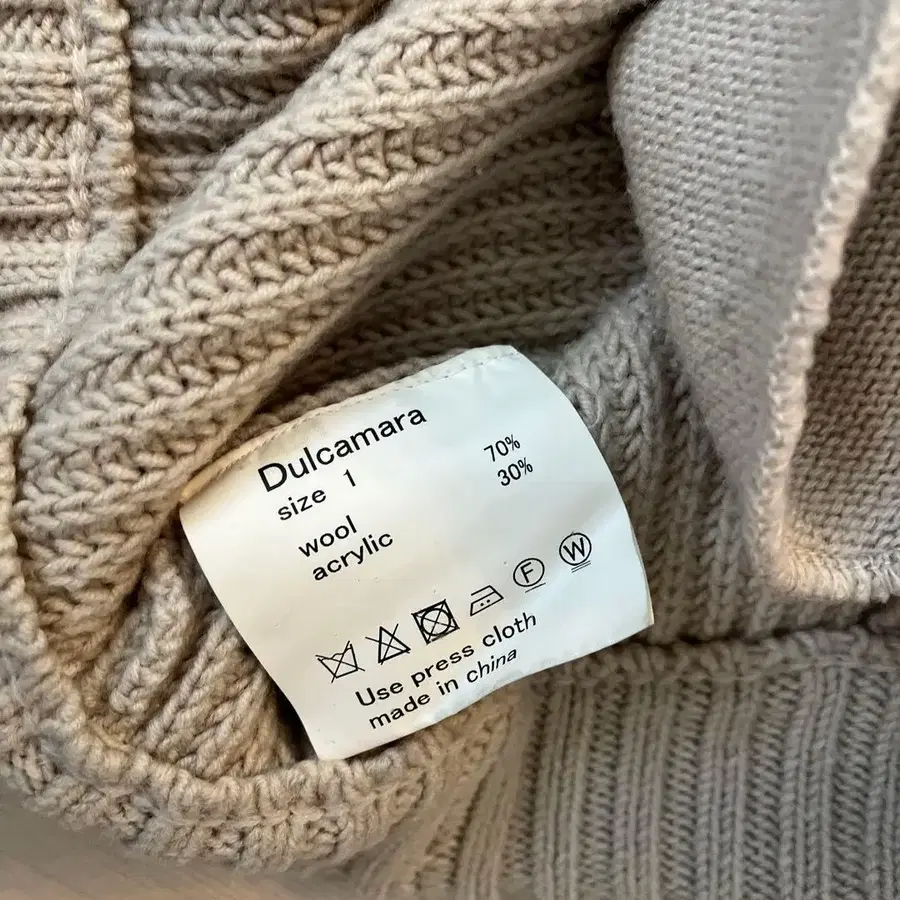 Dulcamara
size 1
wool 70%
acrylic 30%
F W
Use press cloth
made in china